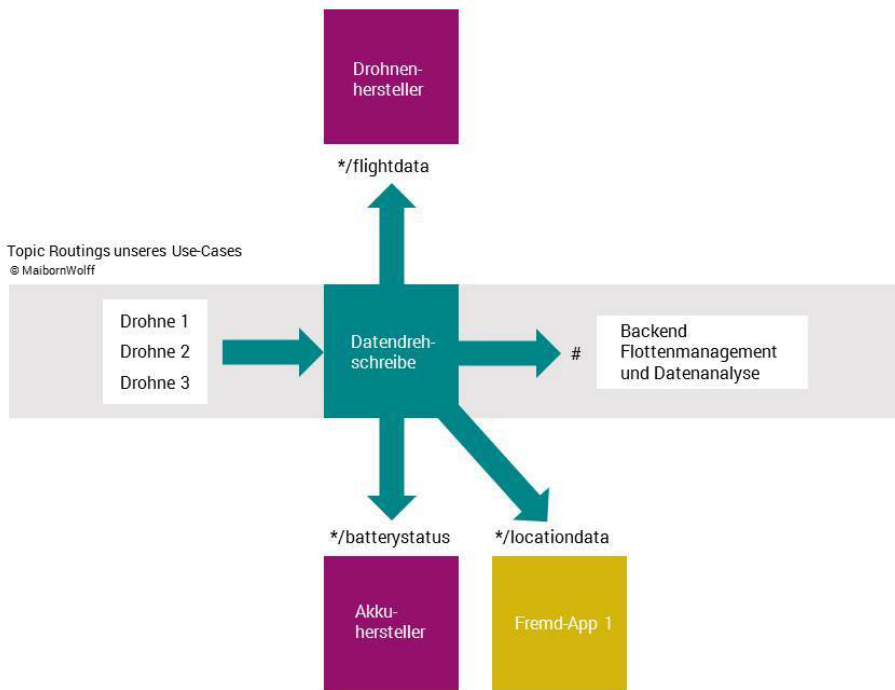 Drohnen-
hersteller
*/flightdata
Topic Routings unseres Use-Cases
© MaibornWolff
Drohne 1
Drohne 2
Drohne 3
Datendreh-
schreibe
#
Backend
Flottenmanagement
und Datenanalyse
*/batterystatus
*/locationdata
Akku-
hersteller
Fremd-App 1